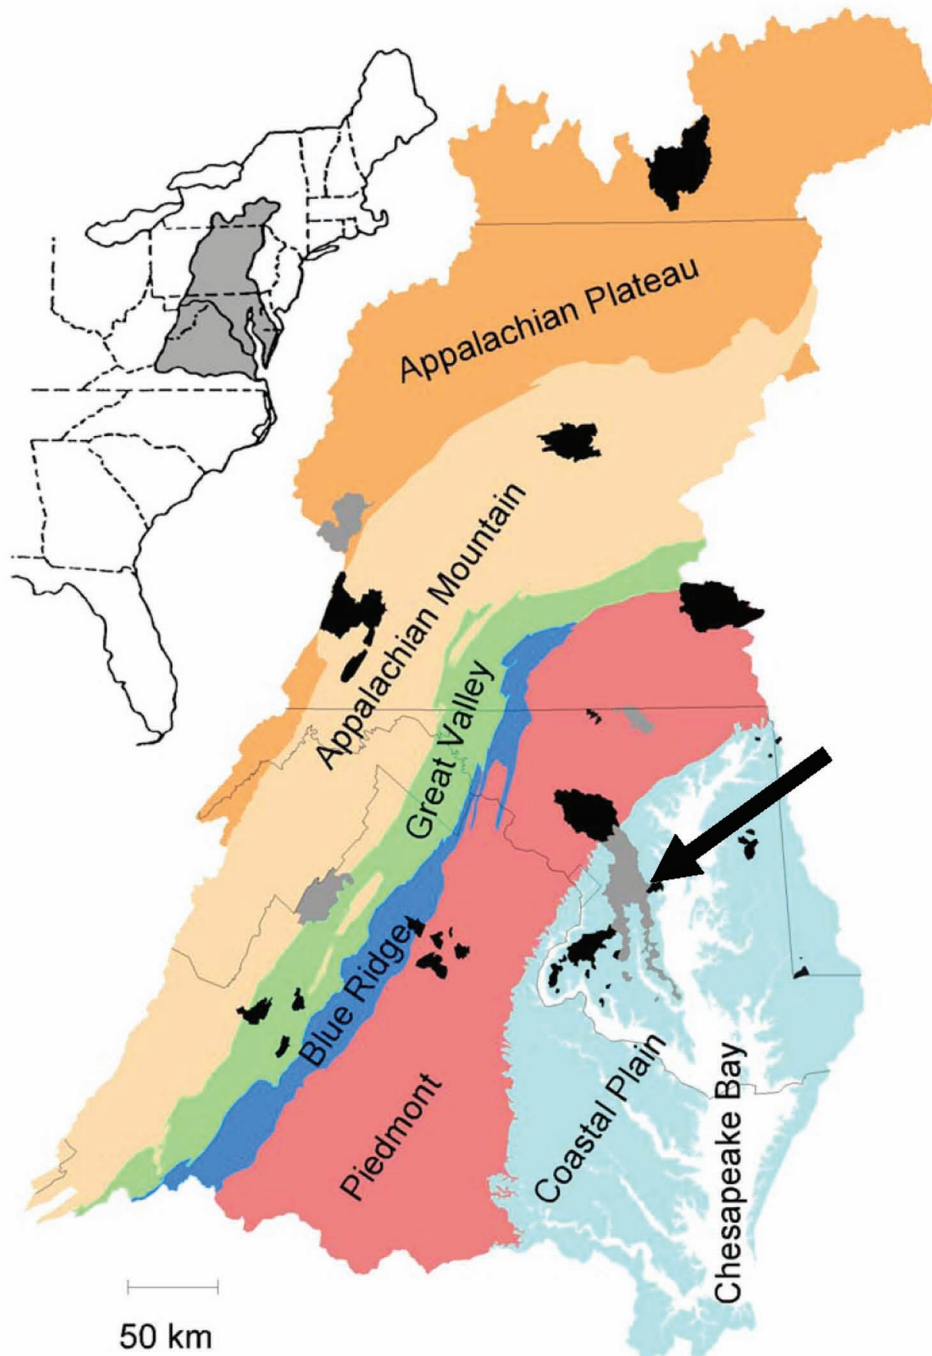 Appalachian Plateau
Appalachian Mountain
Great Valley
Blue Ridge
Piedmont
Coastal Plain
Chesapeake Bay
50 km